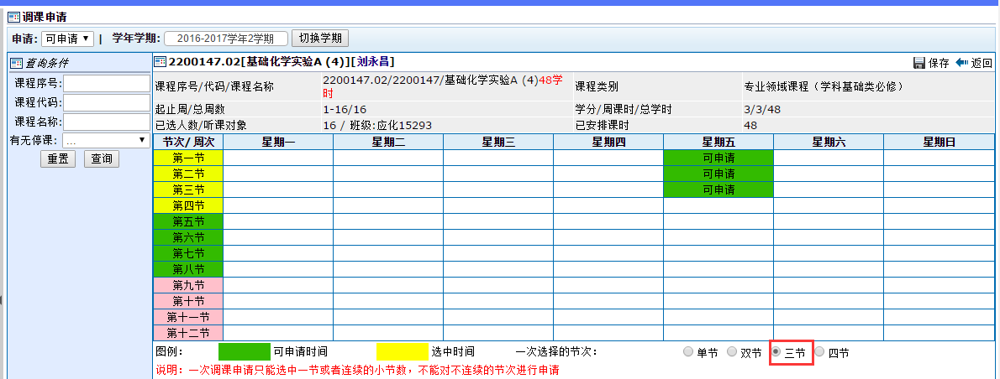 调课申请
申请: 可申请 ▼ | 学年学期: 2016-2017学年2学期 切换学期
查询条件
课程序号:
课程代码:
课程名称:
有无停课: ... ▼
重置 查询
2200147.02[基础化学实验A (4)][刘永昌] 保存 返回
课程序号/代码/课程名称 2200147.02/2200147/基础化学实验A (4)48学
时 课程类别 专业领域课程（学科基础类必修）
起止周/总周数 1-16/16 学分/周课时/总学时 3/3/48
已选人数/听课对象 16 / 班级:应化15293 已安排课时 48
节次/ 周次 星期一 星期二 星期三 星期四 星期五 星期六 星期日
第一节 可申请
第二节 可申请
第三节 可申请
第四节
第五节
第六节
第七节
第八节
第九节
第十节
第十一节
第十二节
图例： 可申请时间 选中时间 一次选择的节次： 单节 双节 三节 四节
说明：一次调课申请只能选中一节或者连续的小节数，不能对不连续的节次进行申请